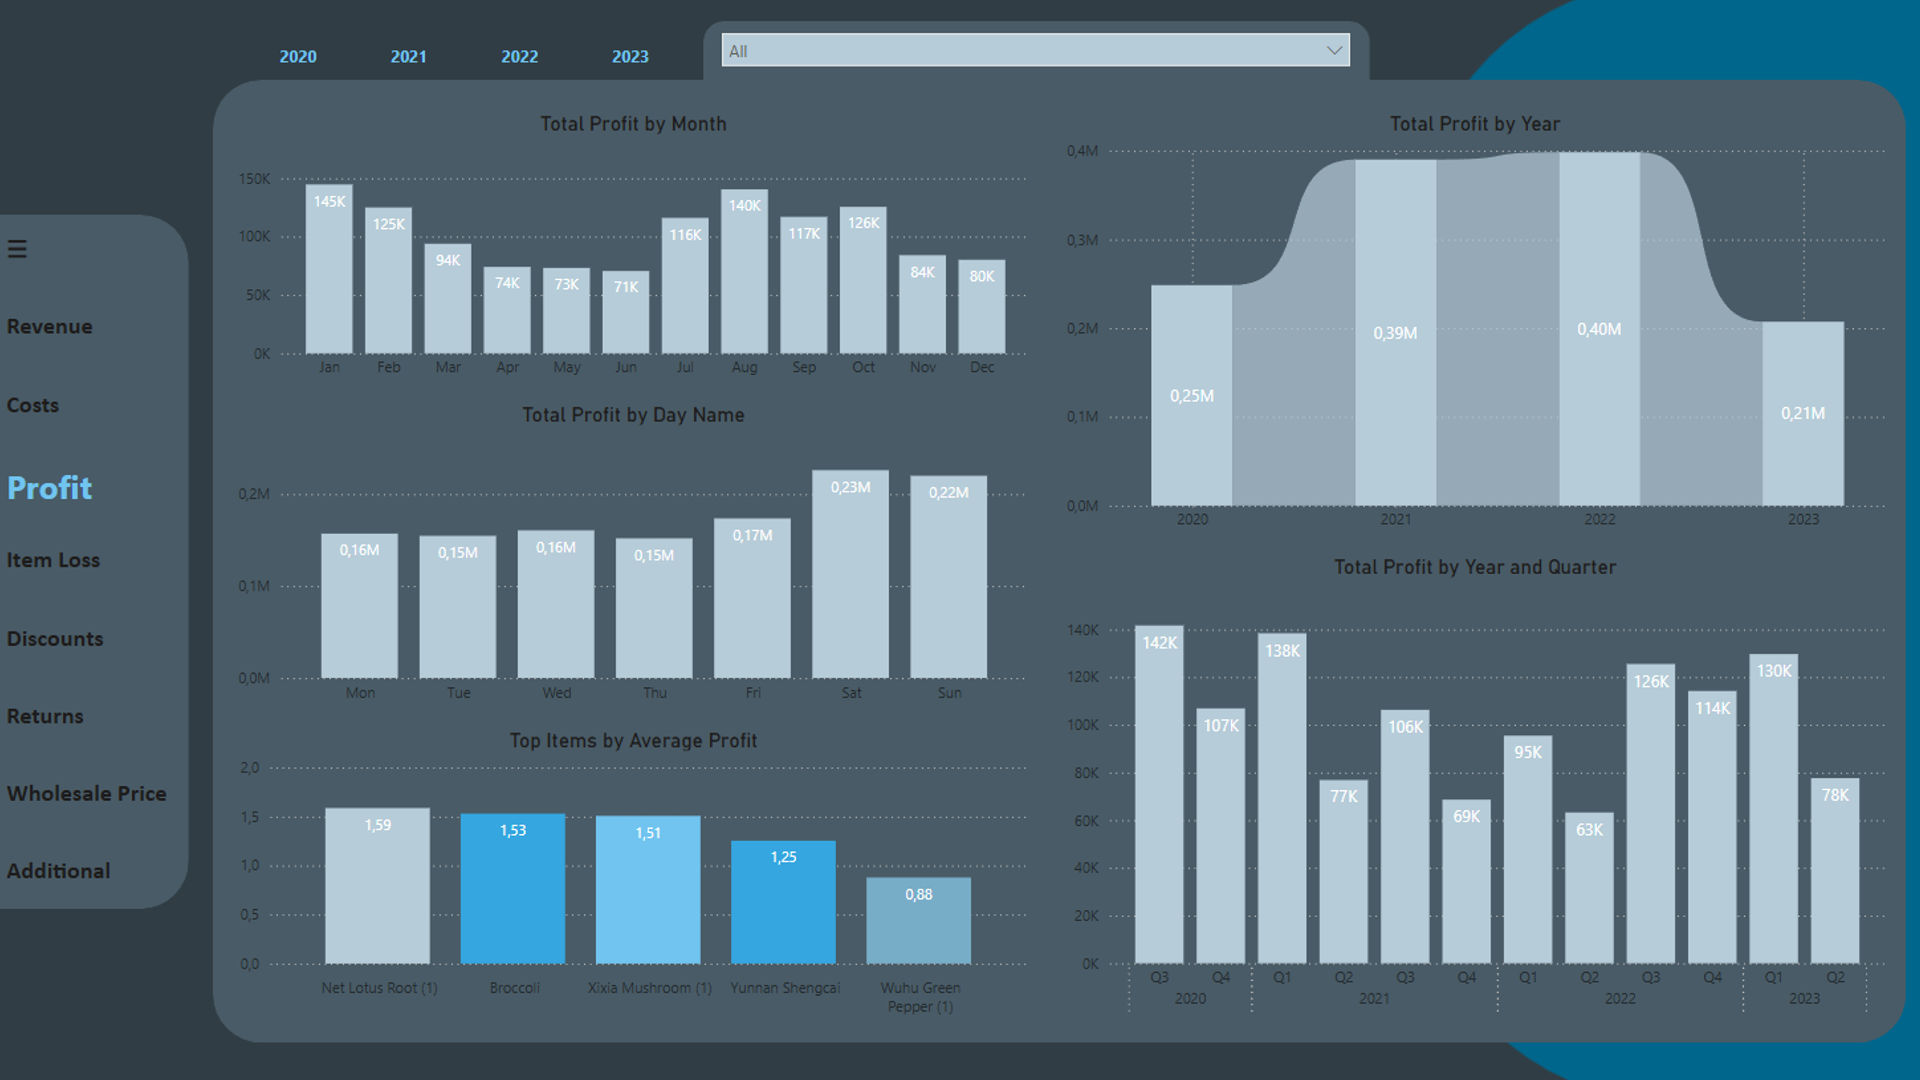 2020 2021 2022 2023
All
Revenue
Costs
Profit
Item Loss
Discounts
Returns
Wholesale Price
Additional
Total Profit by Month
150K
100K
50K
0K
145K 125K 94K 74K 73K 71K 116K 140K 117K 126K 84K 80K
Jan Feb Mar Apr May Jun Jul Aug Sep Oct Nov Dec
Total Profit by Day Name
0,2M
0,1M
0,0M
0,16M 0,15M 0,16M 0,15M 0,17M 0,23M 0,22M
Mon Tue Wed Thu Fri Sat Sun
Top Items by Average Profit
2,0
1,5
1,0
0,5
0,0
1,59 1,53 1,51 1,25 0,88
Net Lotus Root (1) Broccoli Xixia Mushroom (1) Yunnan Shengcai Wuhu Green
Pepper (1)
Total Profit by Year
0,4M
0,3M
0,2M
0,1M
0,0M
0,25M 0,39M 0,40M 0,21M
2020 2021 2022 2023
Total Profit by Year and Quarter
140K
120K
100K
80K
60K
40K
20K
0K
142K 107K 138K 77K 106K 69K 95K 63K 126K 114K 130K 78K
Q3 Q4 Q1 Q2 Q3 Q4 Q1 Q2 Q3 Q4 Q1 Q2
2020 2021 2022 2023